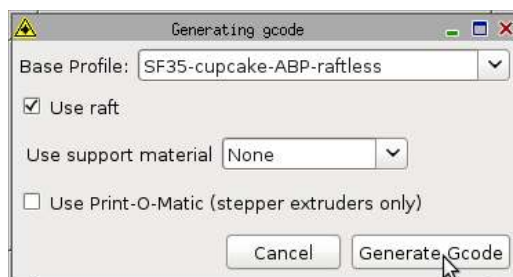 Generating gcode
Base Profile: SF35-cupcake-ABP-raftless
Use raft
Use support material None
Use Print-O-Matic (stepper extruders only)
Cancel Generate Gcode